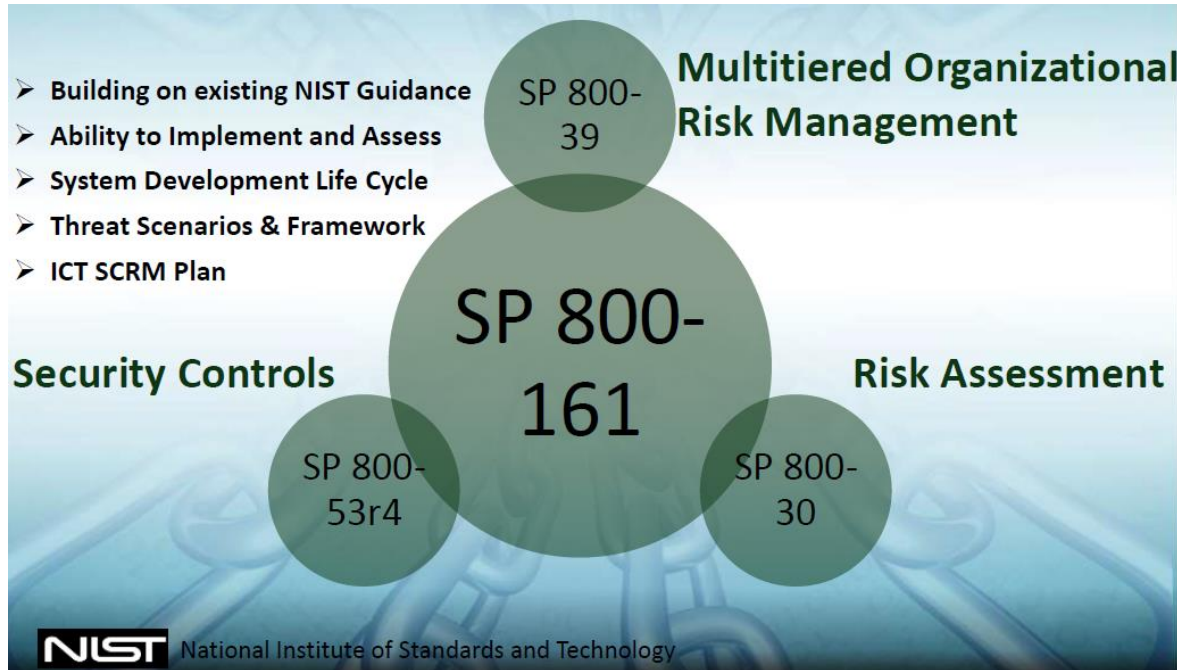 ➢ Building on existing NIST Guidance
➢ Ability to Implement and Assess
➢ System Development Life Cycle
➢ Threat Scenarios & Framework
➢ ICT SCRM Plan
SP 800-
39
Multitiered Organizational
Risk Management
SP 800-
161
Security Controls
SP 800-
53r4
Risk Assessment
SP 800-
30
NIST National Institute of Standards and Technology